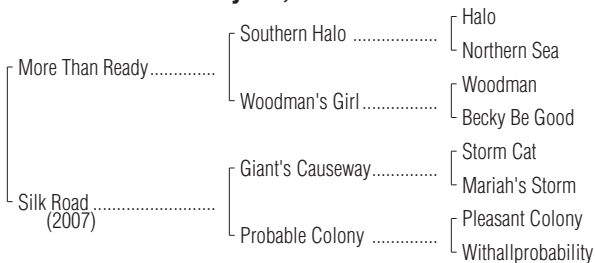 Halo
Southern Halo ..................
Northern Sea
More Than Ready..............
Woodman
Woodman's Girl ................
Becky Be Good
Storm Cat
Giant's Causeway..............
Mariah's Storm
Silk Road ..........................
(2007)
Pleasant Colony
Probable Colony ..............
Withallprobability